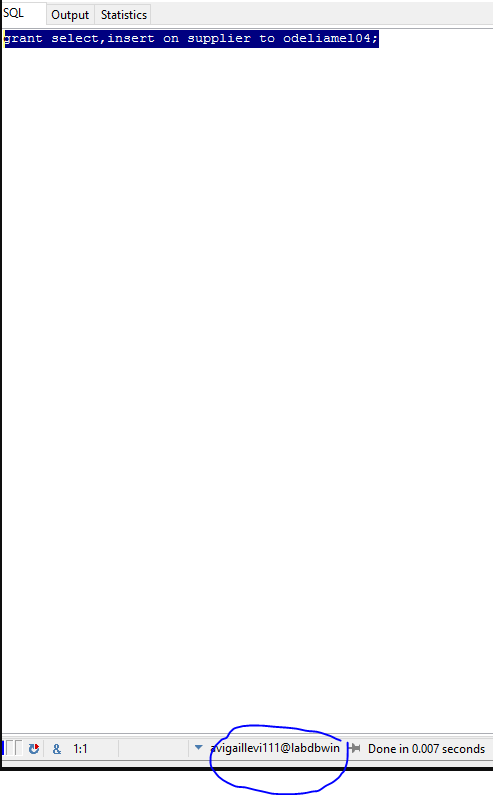 SQL Output Statistics
grant select,insert on supplier to odeliamel04;
& 1:1 avigaillevi111@labdbwin Done in 0.007 seconds